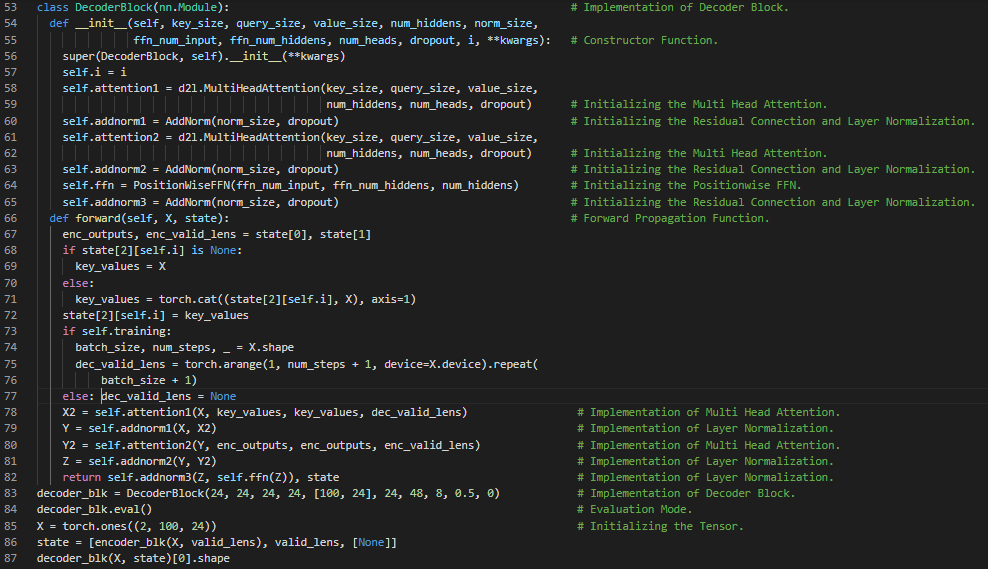 53 class DecoderBlock(nn.Module): # Implementation of Decoder Block.
54 def __init__(self, key_size, query_size, value_size, num_hiddens, norm_size,
55 ffn_num_input, ffn_num_hiddens, num_heads, dropout, i, **kwargs): # Constructor Function.
56 super(DecoderBlock, self).__init__(**kwargs)
57 self.i = i
58 self.attention1 = d2l.MultiHeadAttention(key_size, query_size, value_size,
59 num_hiddens, num_heads, dropout) # Initializing the Multi Head Attention.
60 self.addnorm1 = AddNorm(norm_size, dropout) # Initializing the Residual Connection and Layer Normalization.
61 self.attention2 = d2l.MultiHeadAttention(key_size, query_size, value_size,
62 num_hiddens, num_heads, dropout) # Initializing the Multi Head Attention.
63 self.addnorm2 = AddNorm(norm_size, dropout) # Initializing the Residual Connection and Layer Normalization.
64 self.ffn = PositionWiseFFN(ffn_num_input, ffn_num_hiddens, num_hiddens) # Initializing the Positionwise FFN.
65 self.addnorm3 = AddNorm(norm_size, dropout) # Initializing the Residual Connection and Layer Normalization.
66 def forward(self, X, state): # Forward Propagation Function.
67 enc_outputs, enc_valid_lens = state[0], state[1]
68 if state[2][self.i] is None:
69 key_values = X
70 else:
71 key_values = torch.cat((state[2][self.i], X), axis=1)
72 state[2][self.i] = key_values
73 if self.training:
74 batch_size, num_steps, _ = X.shape
75 dec_valid_lens = torch.arange(1, num_steps + 1, device=X.device).repeat(
76 batch_size + 1)
77 else: dec_valid_lens = None
78 X2 = self.attention1(X, key_values, key_values, dec_valid_lens) # Implementation of Multi Head Attention.
79 Y = self.addnorm1(X, X2) # Implementation of Layer Normalization.
80 Y2 = self.attention2(Y, enc_outputs, enc_outputs, enc_valid_lens) # Implementation of Multi Head Attention.
81 Z = self.addnorm2(Y, Y2) # Implementation of Layer Normalization.
82 return self.addnorm3(Z, self.ffn(Z)), state # Implementation of Layer Normalization.
83 decoder_blk = DecoderBlock(24, 24, 24, 24, [100, 24], 24, 48, 8, 0.5, 0) # Implementation of Decoder Block.
84 decoder_blk.eval() # Evaluation Mode.
85 X = torch.ones((2, 100, 24)) # Initializing the Tensor.
86 state = [encoder_blk(X, valid_lens), valid_lens, [None]]
87 decoder_blk(X, state)[0].shape